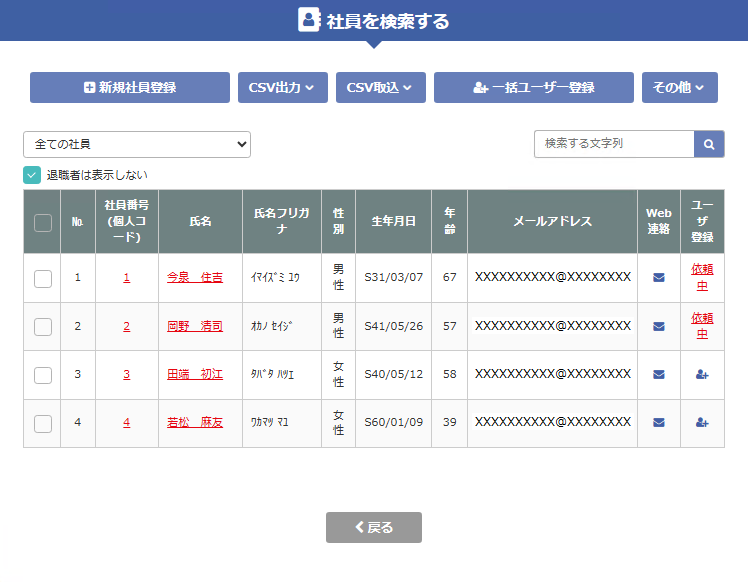 社員を検索する
新規社員登録 CSV出力 CSV取込 一括ユーザー登録 その他
全ての社員 検索する文字列
退職者は表示しない
№ 社員番号(個人コード) 氏名 氏名フリガナ 性別 生年月日 年齢 メールアドレス Web連絡 ユーザ登録
1 1 今泉　住吉 ｲﾏｲｽﾞﾐ ﾕｳ 男性 S31/03/07 67 XXXXXXXXXX@XXXXXXXX 依頼中
2 2 岡野　清司 ｵｶﾉ ｾｲｼﾞ 男性 S41/05/26 57 XXXXXXXXXX@XXXXXXXX 依頼中
3 3 田端　初江 ﾀﾊﾞﾀ ﾊﾂｴ 女性 S40/05/12 58 XXXXXXXXXX@XXXXXXXX
4 4 若松　麻友 ﾜｶﾏﾂ ﾏﾕ 女性 S60/01/09 39 XXXXXXXXXX@XXXXXXXX
戻る